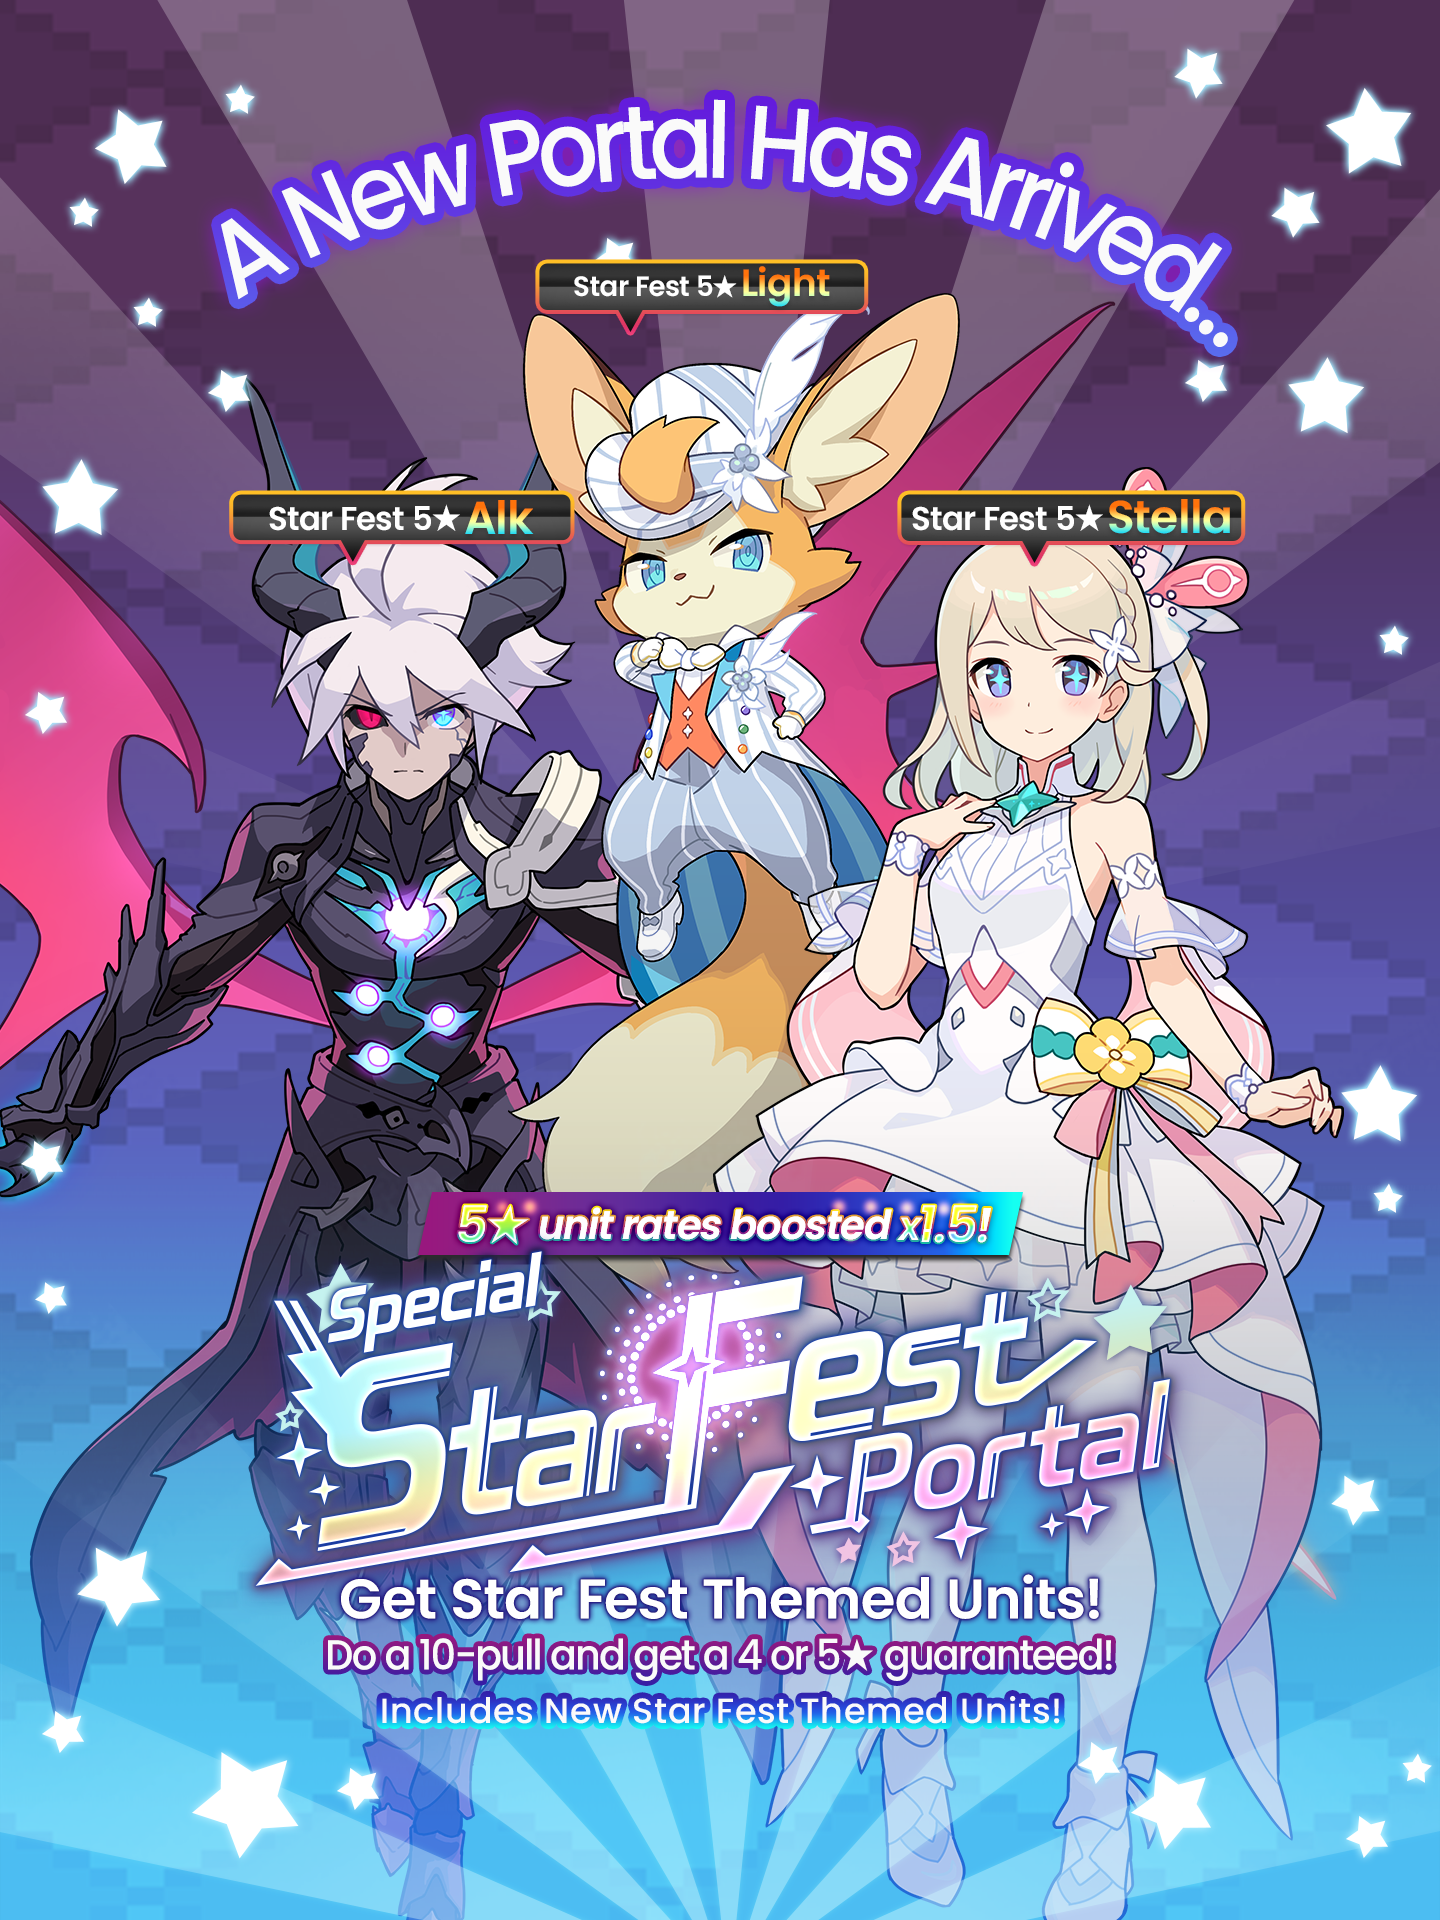 A New Portal Has Arrived...
Star Fest 5★ Light
Star Fest 5★ Alk
Star Fest 5★ Stella
5★ unit rates boosted x1.5!
Special
Star Fest
Portal
Get Star Fest Themed Units!
Do a 10-pull and get a 4 or 5★ guaranteed!
Includes New Star Fest Themed Units!